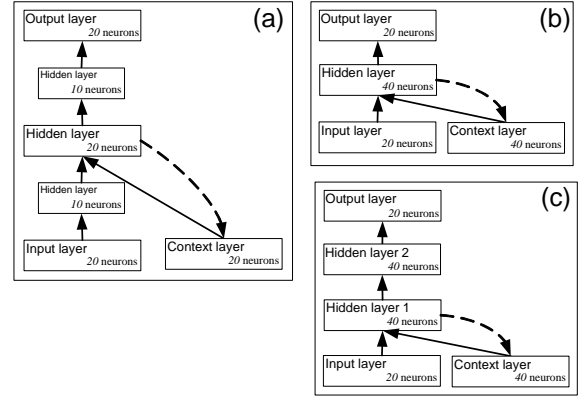 (a)
Output layer
20 neurons
Hidden layer
10 neurons
Hidden layer
20 neurons
Hidden layer
10 neurons
Input layer
20 neurons
Context layer
20 neurons
(b)
Output layer
20 neurons
Hidden layer
40 neurons
Input layer
20 neurons
Context layer
40 neurons
(c)
Output layer
20 neurons
Hidden layer 2
40 neurons
Hidden layer 1
40 neurons
Input layer
20 neurons
Context layer
40 neurons